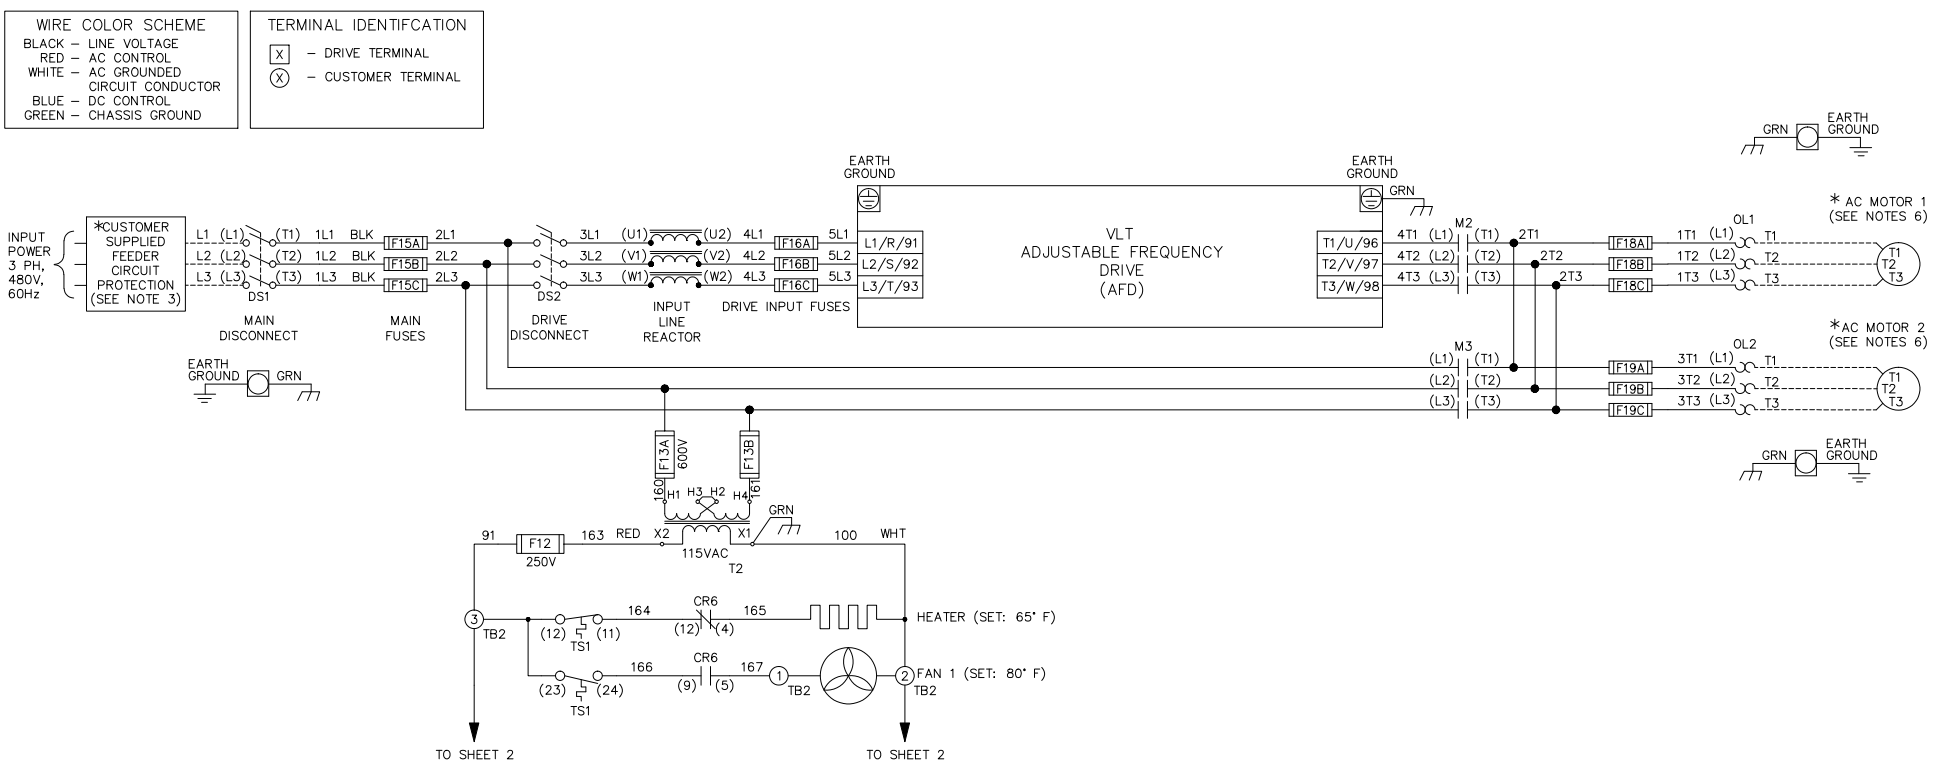 WIRE COLOR SCHEME
BLACK – LINE VOLTAGE
RED – AC CONTROL
WHITE – AC GROUNDED
CIRCUIT CONDUCTOR
BLUE – DC CONTROL
GREEN – CHASSIS GROUND
TERMINAL IDENTIFCATION
X – DRIVE TERMINAL
X – CUSTOMER TERMINAL
GRN
EARTH
GROUND
EARTH
GROUND
EARTH
GROUND
GRN
INPUT
POWER
3 PH,
480V,
60Hz
*CUSTOMER
SUPPLIED
FEEDER
CIRCUIT
PROTECTION
(SEE NOTE 3)
L1 (L1) (T1) 1L1 BLK F15A 2L1 3L1 (U1) (U2) 4L1 F16A 5L1 L1/R/91
L2 (L2) (T2) 1L2 BLK F15B 2L2 3L2 (V1) (V2) 4L2 F16B 5L2 L2/S/92
L3 (L3) (T3) 1L3 BLK F15C 2L3 3L3 (W1) (W2) 4L3 F16C 5L3 L3/T/93
DS1
MAIN
DISCONNECT
MAIN
FUSES
DS2
DRIVE
DISCONNECT
INPUT
LINE
REACTOR
DRIVE INPUT FUSES
VLT
ADJUSTABLE FREQUENCY
DRIVE
(AFD)
M2
OL1
* AC MOTOR 1
(SEE NOTES 6)
T1/U/96 4T1 (L1) (T1) 2T1 F18A 1T1 (L1) T1 T1
T2/V/97 4T2 (L2) (T2) 2T2 F18B 1T2 (L2) T2 T2
T3/W/98 4T3 (L3) (T3) 2T3 F18C 1T3 (L3) T3 T3
M3
OL2
*AC MOTOR 2
(SEE NOTES 6)
(L1) (T1) F19A 3T1 (L1) T1 T1
(L2) (T2) F19B 3T2 (L2) T2 T2
(L3) (T3) F19C 3T3 (L3) T3 T3
EARTH
GROUND
GRN
GRN
EARTH
GROUND
F13A
600V
F13B
160
161
H1 H3 H2 H4
GRN
91 F12 163 RED X2 X1 100 WHT
250V
115VAC
T2
3
TB2
164 CR6 165
(12) (11) (12) (4)
TS1
HEATER (SET: 65° F)
166 CR6 167 1 2
(23) (24) (9) (5) TB2 TB2
TS1
FAN 1 (SET: 80° F)
TO SHEET 2
TO SHEET 2